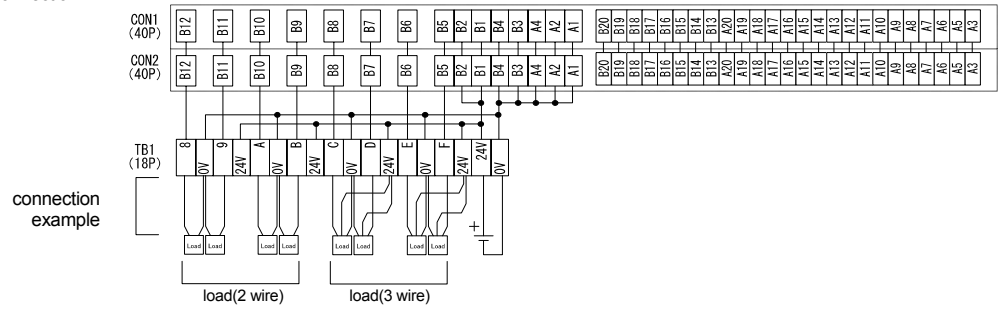 CON1
(40P)
B12 B11 B10 B9 B8 B7 B6 B5 B2 B1 B4 B3 A4 A2 A1 B20 B19 B18 B17 B16 B15 B14 B13 A20 A19 A18 A17 A16 A15 A14 A13 A12 A11 A10 A9 A8 A7 A6 A5 A3
CON2
(40P)
B12 B11 B10 B9 B8 B7 B6 B5 B2 B1 B4 B3 A4 A2 A1 B20 B19 B18 B17 B16 B15 B14 B13 A20 A19 A18 A17 A16 A15 A14 A13 A12 A11 A10 A9 A8 A7 A6 A5 A3
TB1
(18P)
8 0V 9 24V A 0V B 24V C 0V D 24V E 0V F 24V 24V 0V
connection
example
+
Load Load Load Load Load Load Load Load
load(2 wire) load(3 wire)